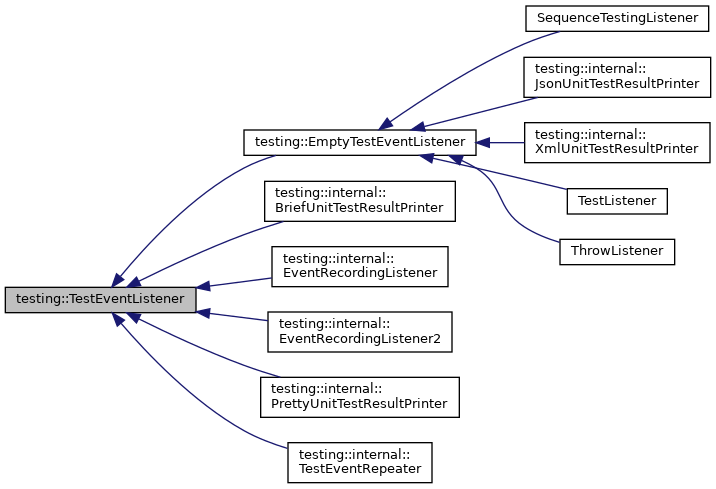 SequenceTestingListener
testing::internal::
JsonUnitTestResultPrinter
testing::EmptyTestEventListener
testing::internal::
XmlUnitTestResultPrinter
testing::internal::
BriefUnitTestResultPrinter
TestListener
ThrowListener
testing::internal::
EventRecordingListener
testing::TestEventListener
testing::internal::
EventRecordingListener2
testing::internal::
PrettyUnitTestResultPrinter
testing::internal::
TestEventRepeater